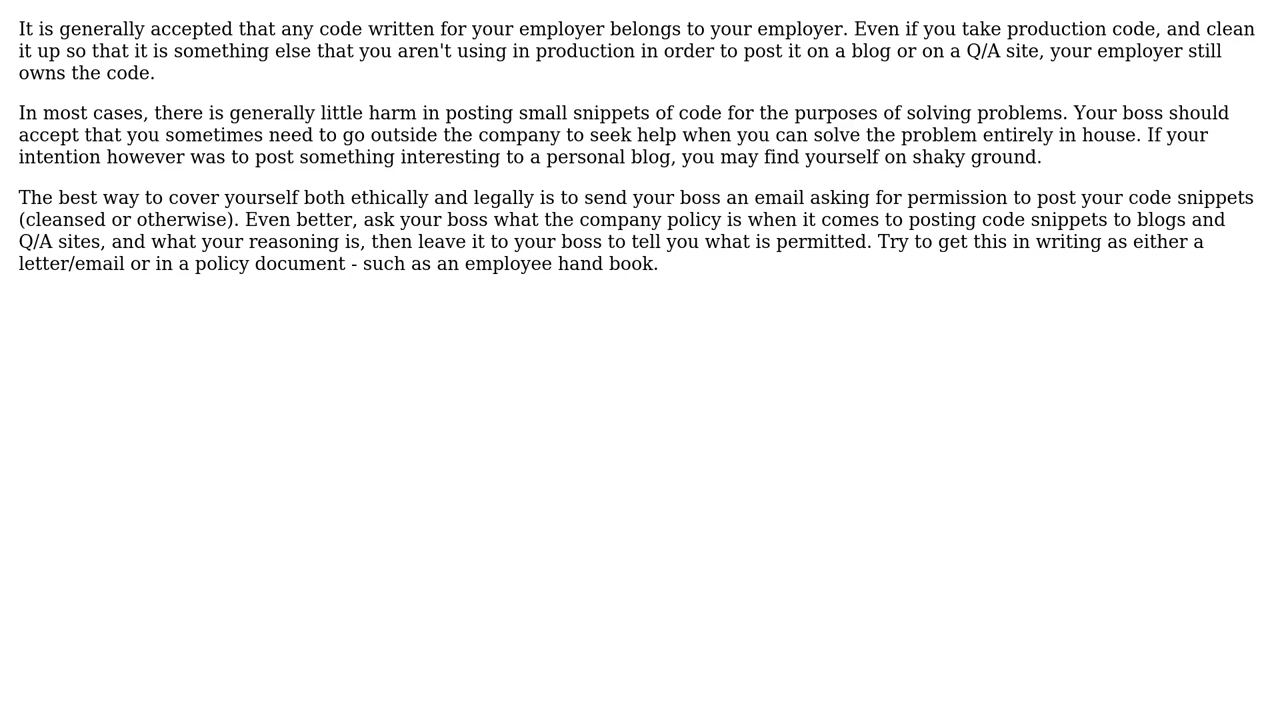 It is generally accepted that any code written for your employer belongs to your employer. Even if you take production code, and clean
it up so that it is something else that you aren't using in production in order to post it on a blog or on a Q/A site, your employer still
owns the code.
In most cases, there is generally little harm in posting small snippets of code for the purposes of solving problems. Your boss should
accept that you sometimes need to go outside the company to seek help when you can solve the problem entirely in house. If your
intention however was to post something interesting to a personal blog, you may find yourself on shaky ground.
The best way to cover yourself both ethically and legally is to send your boss an email asking for permission to post your code snippets
(cleansed or otherwise). Even better, ask your boss what the company policy is when it comes to posting code snippets to blogs and
Q/A sites, and what your reasoning is, then leave it to your boss to tell you what is permitted. Try to get this in writing as either a
letter/email or in a policy document - such as an employee hand book.